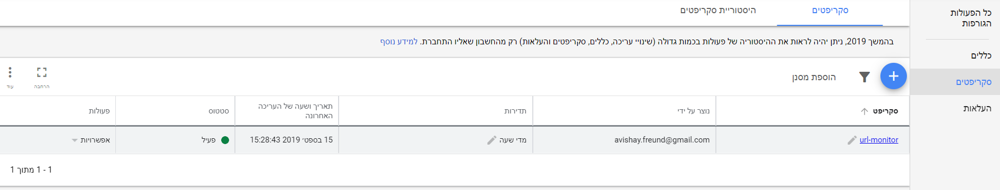 סקריפטים
היסטוריית סקריפטים
כל הפעולות
הגורפות
כללים
סקריפטים
העלאות
בהמשך 2019, ניתן יהיה לראות את ההיסטוריה של פעולות בכמות גדולה (שינויי עריכה, כללים, סקריפטים והעלאות) רק מהחשבון שאליו התחברת. למידע נוסף
הוספת מסנן
הרחבה
עוד
סקריפט
נוצר על ידי
תדירות
תאריך ושעה של העריכה
האחרונה
סטטוס
פעולות
url-monitor
avishay.freund@gmail.com
מדי שעה
15 בספט׳ 2019 15:28:43
פעיל
אפשרויות
1 - 1 מתוך 1